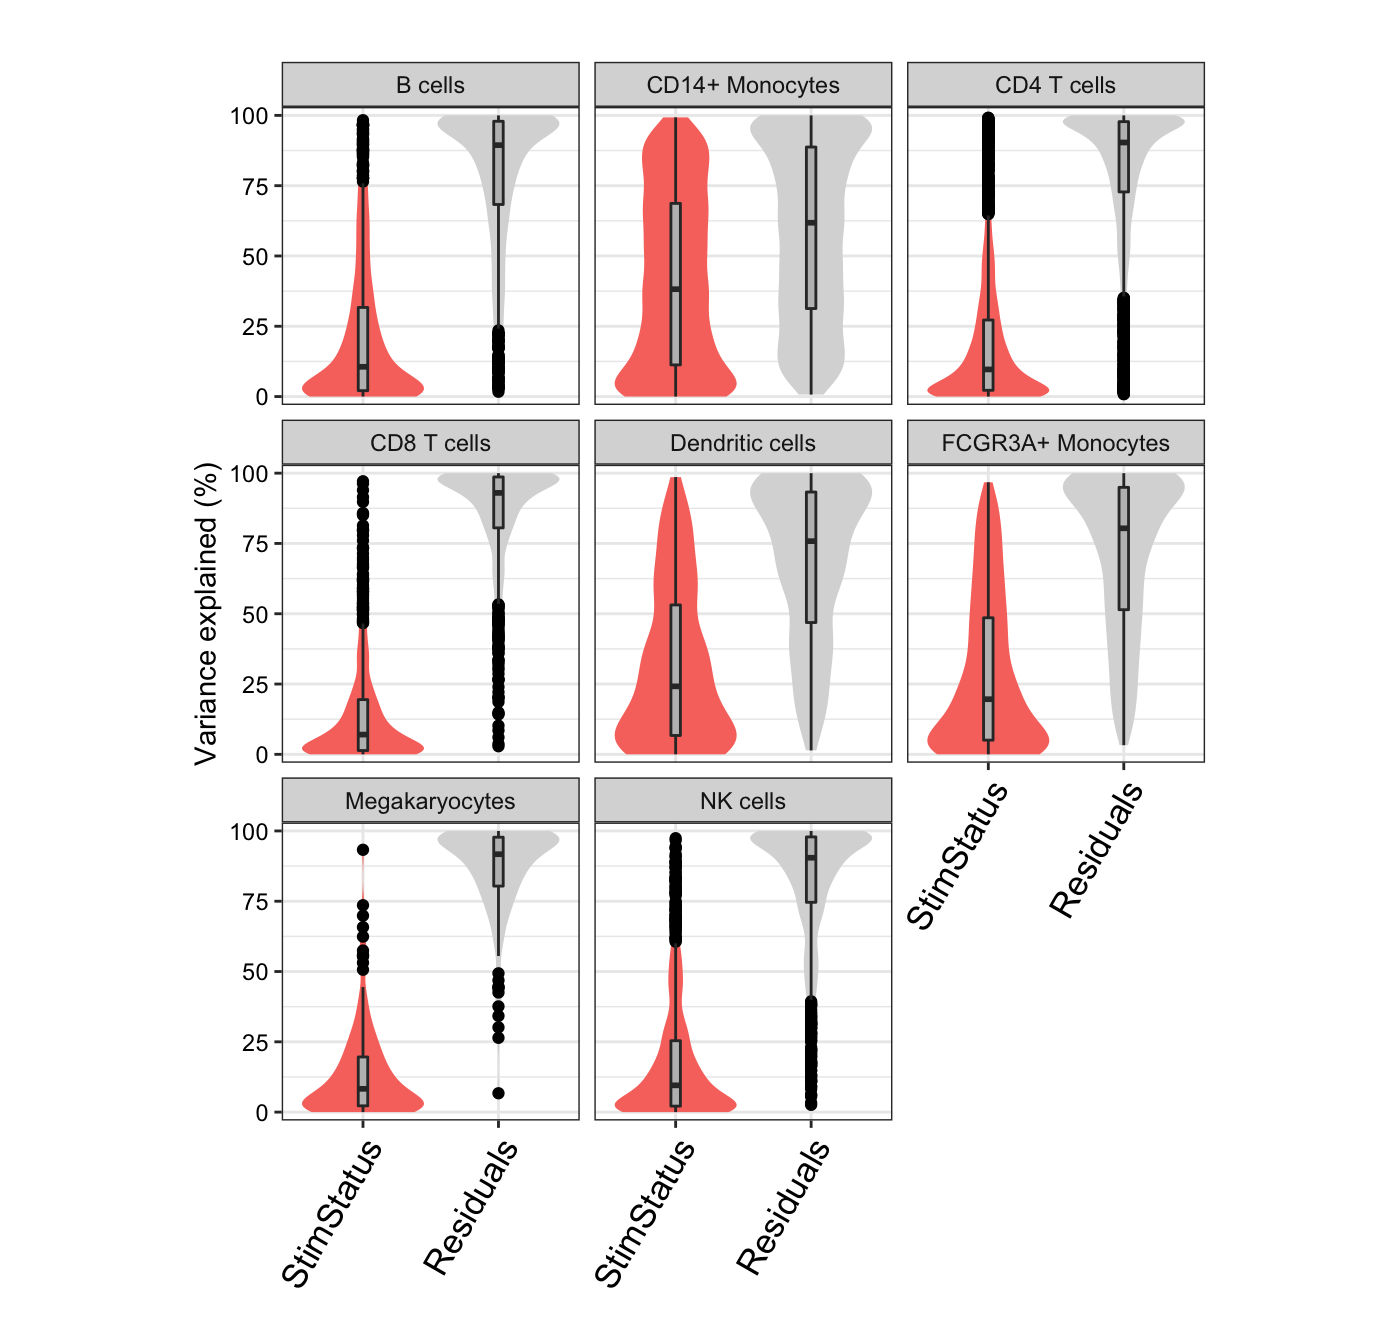 B cells
CD14+ Monocytes
CD4 T cells
100
75
50
25
0
CD8 T cells
Dendritic cells
FCGR3A+ Monocytes
Variance explained (%)
100
75
50
25
0
StimStatus
Residuals
Megakaryocytes
NK cells
100
75
50
25
0
StimStatus
Residuals
StimStatus
Residuals